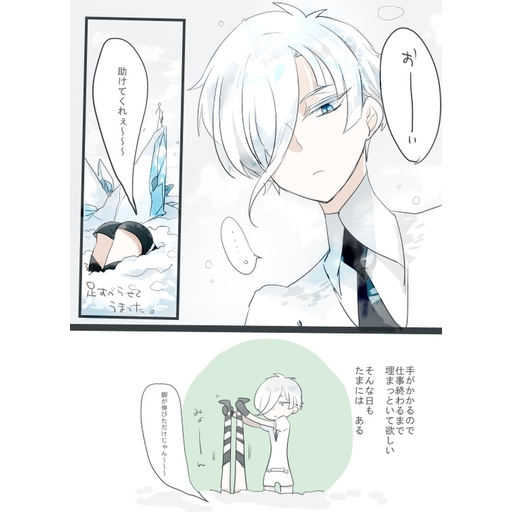 おーーい
‥‥
助けてくれぇ〜〜〜
足すべらせて
うまった。
手がかかるので
仕事終わるまで
埋まっといて欲しい
そんな日も
たまには ある
みょーーん
脚が伸びただけじゃん〜〜〜